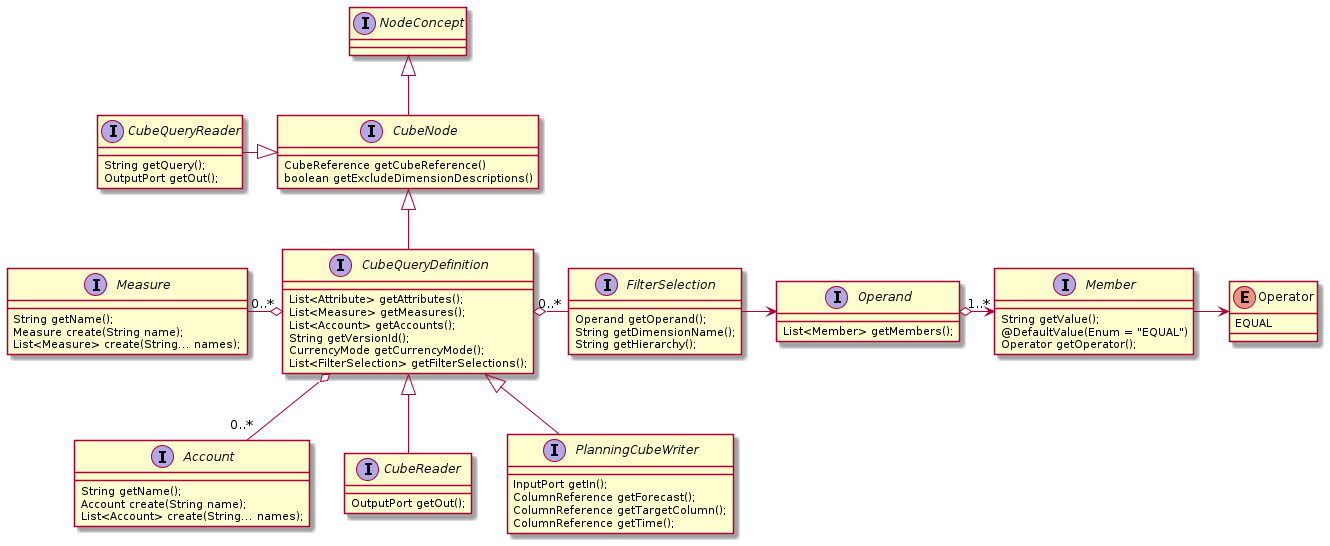 I NodeConcept
I CubeQueryReader
String getQuery();
OutputPort getOut();
I CubeNode
CubeReference getCubeReference()
boolean getExcludeDimensionDescriptions()
I Measure
String getName();
Measure create(String name);
List<Measure> create(String... names);
0..*
I CubeQueryDefinition
List<Attribute> getAttributes();
List<Measure> getMeasures();
List<Account> getAccounts();
String getVersionId();
CurrencyMode getCurrencyMode();
List<FilterSelection> getFilterSelections();
0..*
I FilterSelection
Operand getOperand();
String getDimensionName();
String getHierarchy();
I Operand
List<Member> getMembers();
1..*
I Member
String getValue();
@DefaultValue(Enum = "EQUAL")
Operator getOperator();
E Operator
EQUAL
0..*
I Account
String getName();
Account create(String name);
List<Account> create(String... names);
I CubeReader
OutputPort getOut();
I PlanningCubeWriter
InputPort getIn();
ColumnReference getForecast();
ColumnReference getTargetColumn();
ColumnReference getTime();